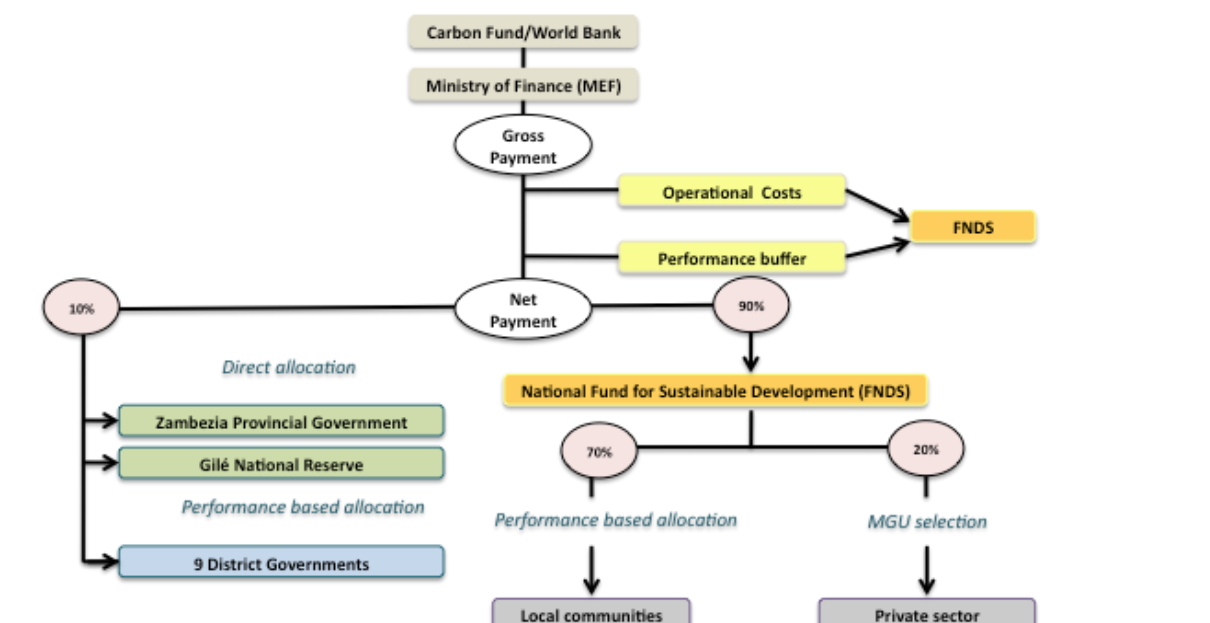 Carbon Fund/World Bank
Ministry of Finance (MEF)
Gross
Payment
Operational Costs
FNDS
Performance buffer
10%
Net
Payment
90%
Direct allocation
National Fund for Sustainable Development (FNDS)
Zambezia Provincial Government
Gilé National Reserve
70%
20%
Performance based allocation
Performance based allocation
MGU selection
9 District Governments
Local communities
Private sector